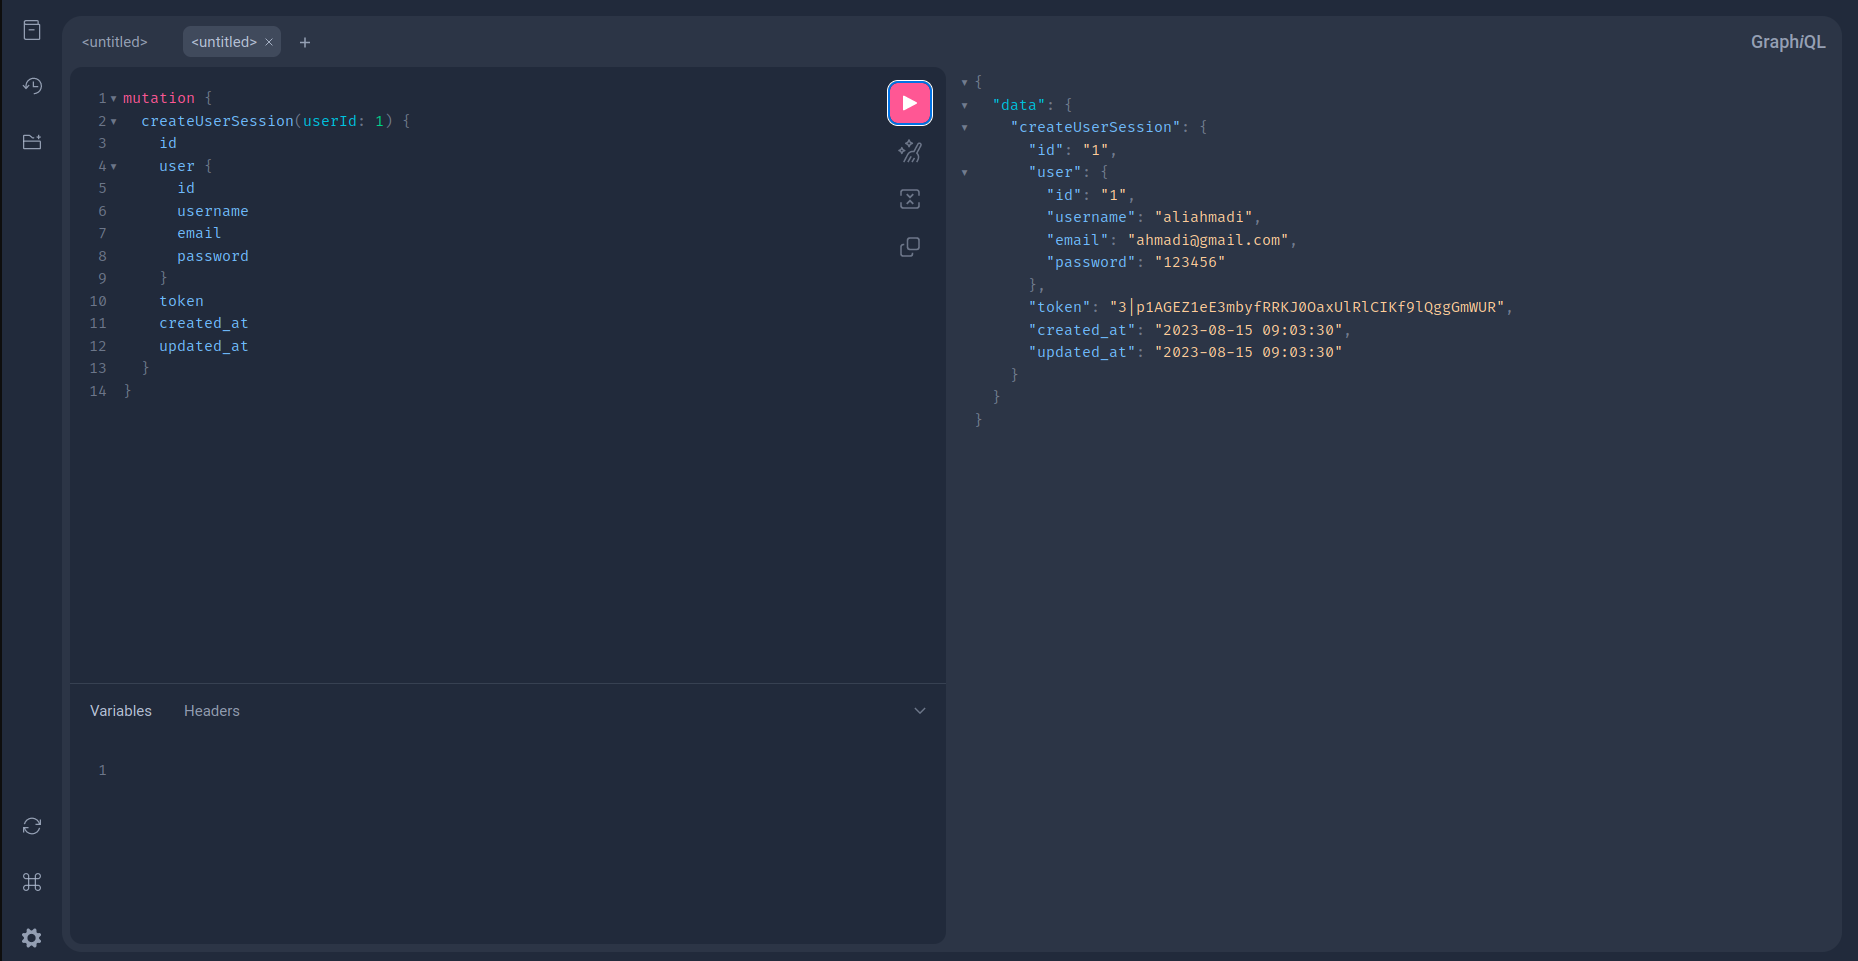 <untitled>
<untitled> ×
+
GraphiQL
1 mutation {
2 createUserSession(userId: 1) {
3 id
4 user {
5 id
6 username
7 email
8 password
9 }
10 token
11 created_at
12 updated_at
13 }
14 }
Variables
Headers
1
{
"data": {
"createUserSession": {
"id": "1",
"user": {
"id": "1",
"username": "aliahmadi",
"email": "ahmadi@gmail.com",
"password": "123456"
},
"token": "3|p1AGEZ1eE3mbyfRRKJ0OaxUlRlCIKf9lQggGmWUR",
"created_at": "2023-08-15 09:03:30",
"updated_at": "2023-08-15 09:03:30"
}
}
}